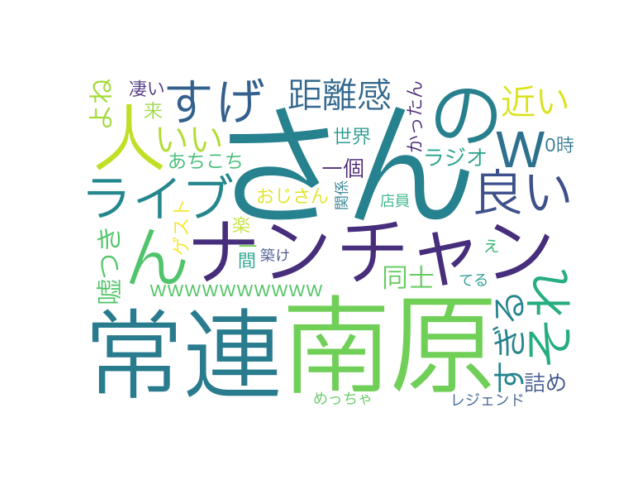 凄い
来
よね
人
いい
あちこち
すげ
距離感
さん
の
かったん
近い
w
0時
世界
ラジオ
一個
ライブ
おじさん
関係
店員
良い
ゲスト
楽
ん
ナンチャン
嘘つき
一
間
築け
え
wwwwwwwwww
同士
てる
それ
常連
南原
すぎる
詰め
めっちゃ
レジェンド